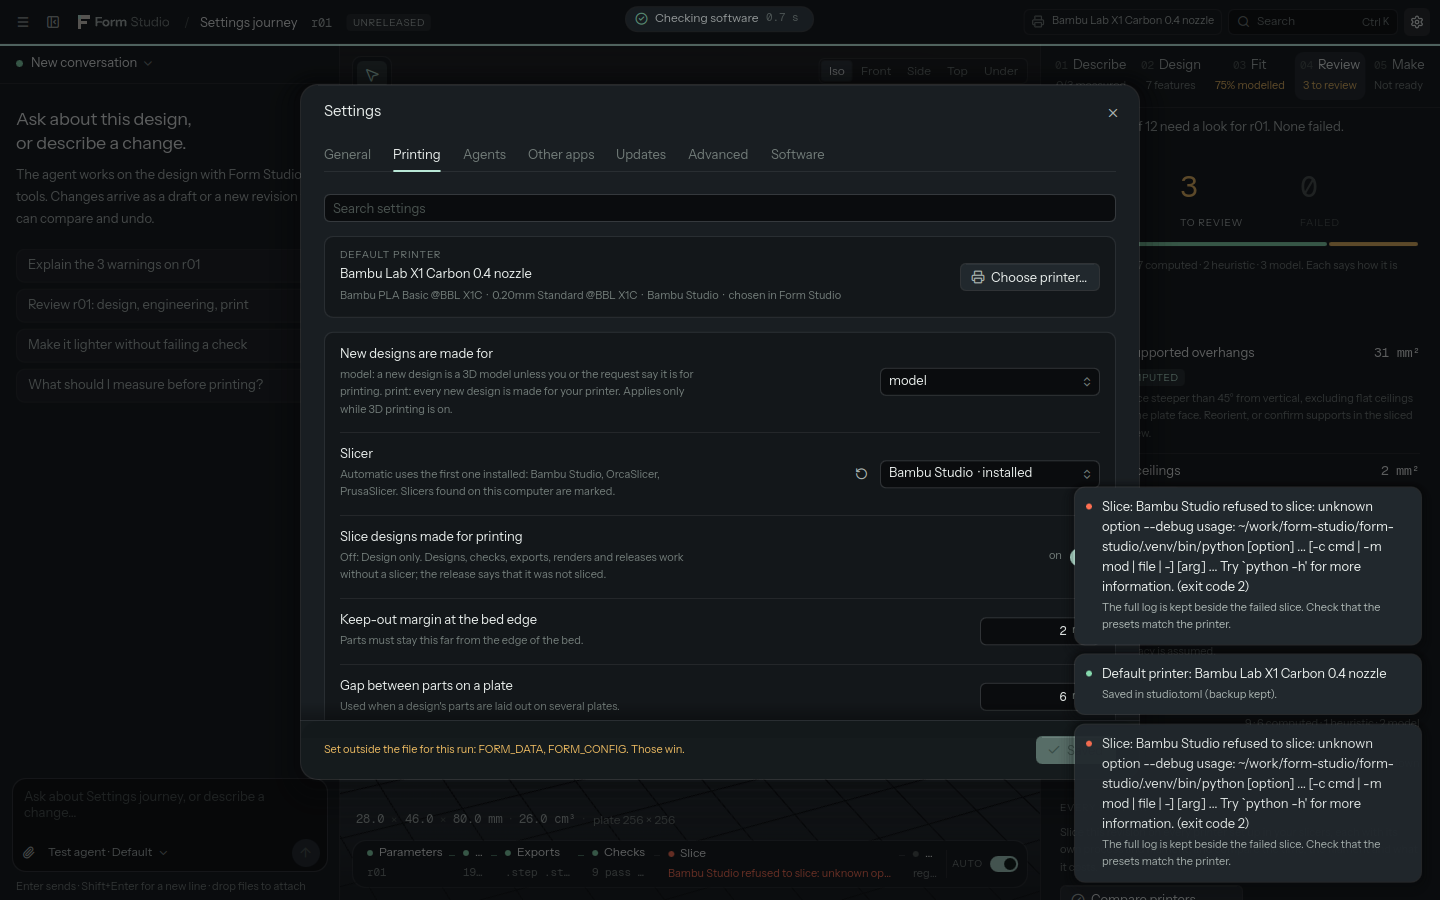 Form Studio / Settings journey r01 UNRELEASED
Checking software 0.7 s
Bambu Lab X1 Carbon 0.4 nozzle
Search Ctrl K
New conversation
Ask about this design,
or describe a change.
The agent works on the design with Form Studio
tools. Changes arrive as a draft or a new revision
can compare and undo.
Explain the 3 warnings on r01
Review r01: design, engineering, print
Make it lighter without failing a check
What should I measure before printing?
Iso Front Side Top Under
01 Describe 02 Design 03 Fit 04 Review 05 Make
7 features 75% modelled 3 to review Not ready
f 12 need a look for r01. None failed.
3 0
TO REVIEW FAILED
7 computed · 2 heuristic · 3 model. Each says how it is
Settings
General Printing Agents Other apps Updates Advanced Software
Search settings
DEFAULT PRINTER
Bambu Lab X1 Carbon 0.4 nozzle
Bambu PLA Basic @BBL X1C · 0.20mm Standard @BBL X1C · Bambu Studio · chosen in Form Studio
Choose printer...
New designs are made for
model: a new design is a 3D model unless you or the request say it is for
printing. print: every new design is made for your printer. Applies only
while 3D printing is on.
model
Slicer
Automatic uses the first one installed: Bambu Studio, OrcaSlicer,
PrusaSlicer. Slicers found on this computer are marked.
Bambu Studio · installed
Slice designs made for printing
Off: Design only. Designs, checks, exports, renders and releases work
without a slicer; the release says that it was not sliced.
on
Keep-out margin at the bed edge
Parts must stay this far from the edge of the bed.
2
Gap between parts on a plate
Used when a design's parts are laid out on several plates.
6
Set outside the file for this run: FORM_DATA, FORM_CONFIG. Those win.
pported overhangs 31 mm²
MPUTED
ce steeper than 45° from vertical, excluding flat ceilings
e plate face. Reorient, or confirm supports in the sliced
ew.
ceilings 2 mm²
Slice: Bambu Studio refused to slice: unknown
option --debug usage: ~/work/form-studio/form-
studio/.venv/bin/python [option] ... [-c cmd | -m
mod | file | -] [arg] ... Try `python -h' for more
information. (exit code 2)
The full log is kept beside the failed slice. Check that the
presets match the printer.
Default printer: Bambu Lab X1 Carbon 0.4 nozzle
Saved in studio.toml (backup kept).
Slice: Bambu Studio refused to slice: unknown
option --debug usage: ~/work/form-studio/form-
studio/.venv/bin/python [option] ... [-c cmd | -m
mod | file | -] [arg] ... Try `python -h' for more
information. (exit code 2)
The full log is kept beside the failed slice. Check that the
presets match the printer.
Compare printers
Ask about Settings journey, or describe a
change...
Test agent · Default
Enter sends · Shift+Enter for a new line · drop files to attach
28.0 × 46.0 × 80.0 mm · 26.0 cm³ · plate 256 × 256
Parameters ... ... ... Exports ... Checks ... Slice ... ...
r01 19... .step .st... 9 pass ... Bambu Studio refused to slice: unknown op... reg...
AUTO